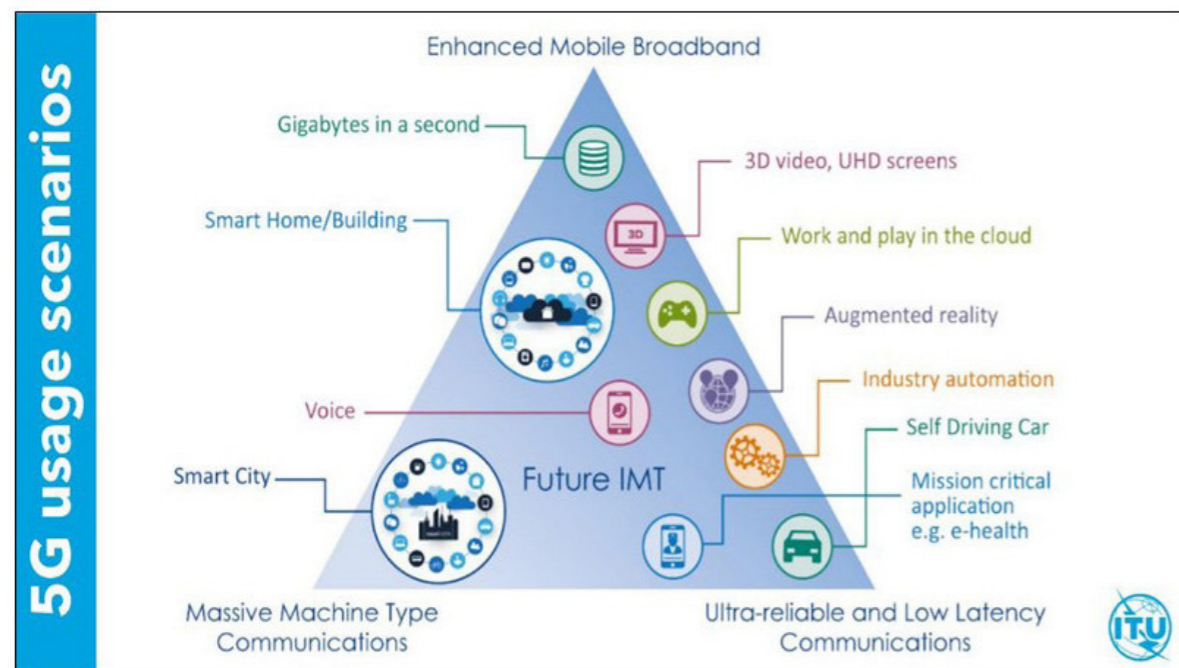 5G usage scenarios
Enhanced Mobile Broadband
Gigabytes in a second
3D video, UHD screens
3D
Smart Home/Building
Work and play in the cloud
Augmented reality
Industry automation
Voice
Self Driving Car
Smart City
Future IMT
Mission critical
application
e.g. e-health
Massive Machine Type
Communications
Ultra-reliable and Low Latency
Communications
ITU